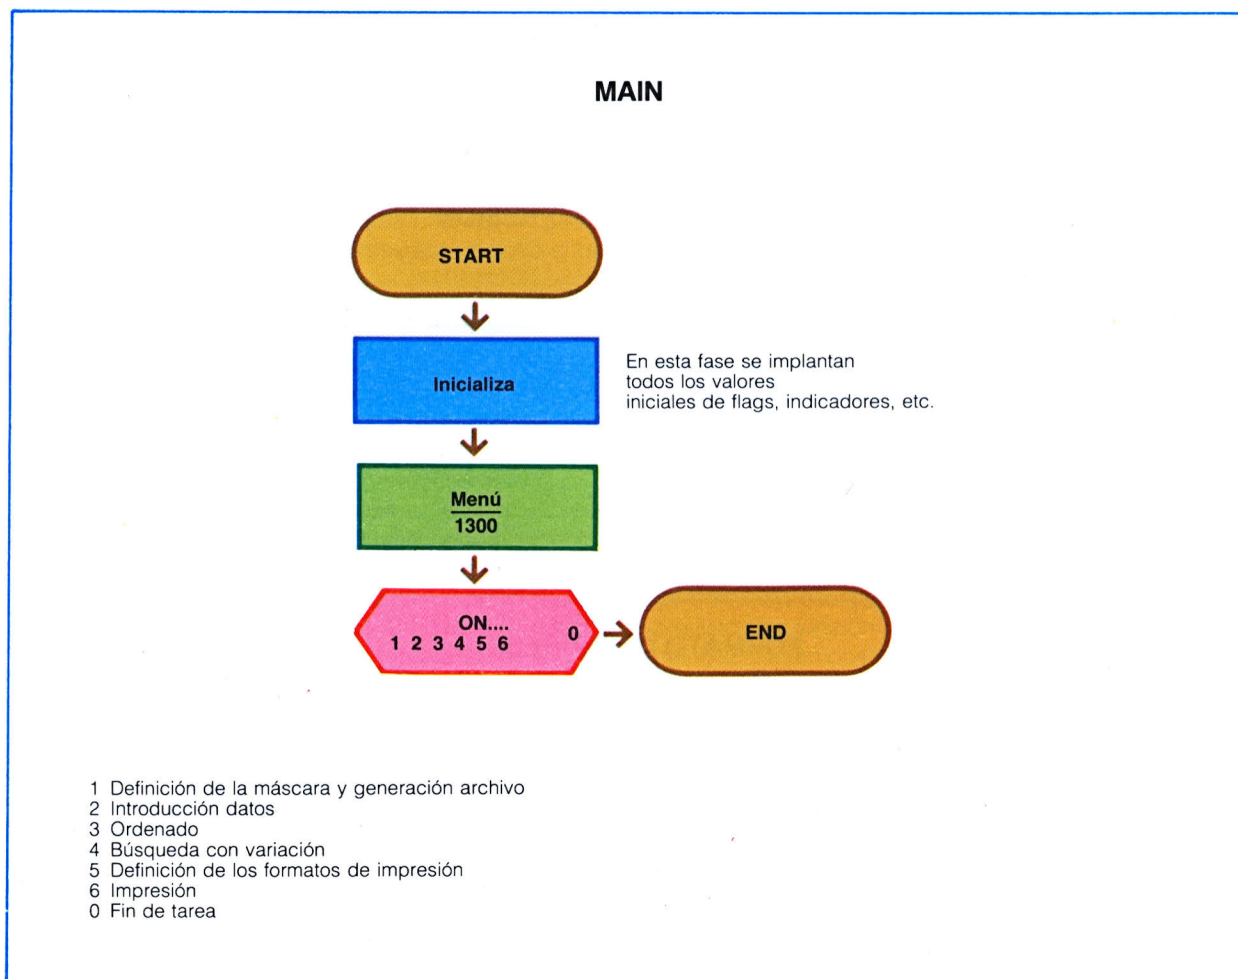 MAIN
START
Inicializa
En esta fase se implantan
todos los valores
iniciales de flags, indicadores, etc.
Menú
1300
ON....
1 2 3 4 5 6 0
END
1 Definición de la máscara y generación archivo
2 Introducción datos
3 Ordenado
4 Búsqueda con variación
5 Definición de los formatos de impresión
6 Impresión
0 Fin de tarea